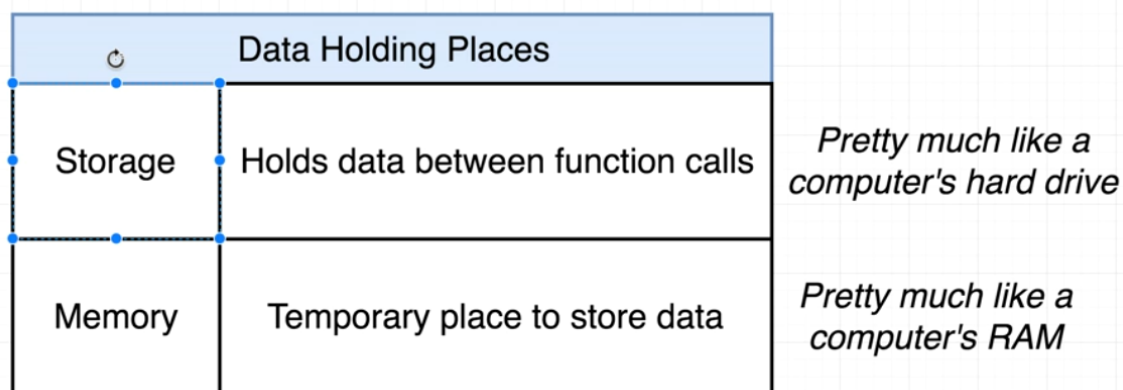 Data Holding Places
Storage
Holds data between function calls
Pretty much like a
computer's hard drive
Memory
Temporary place to store data
Pretty much like a
computer's RAM